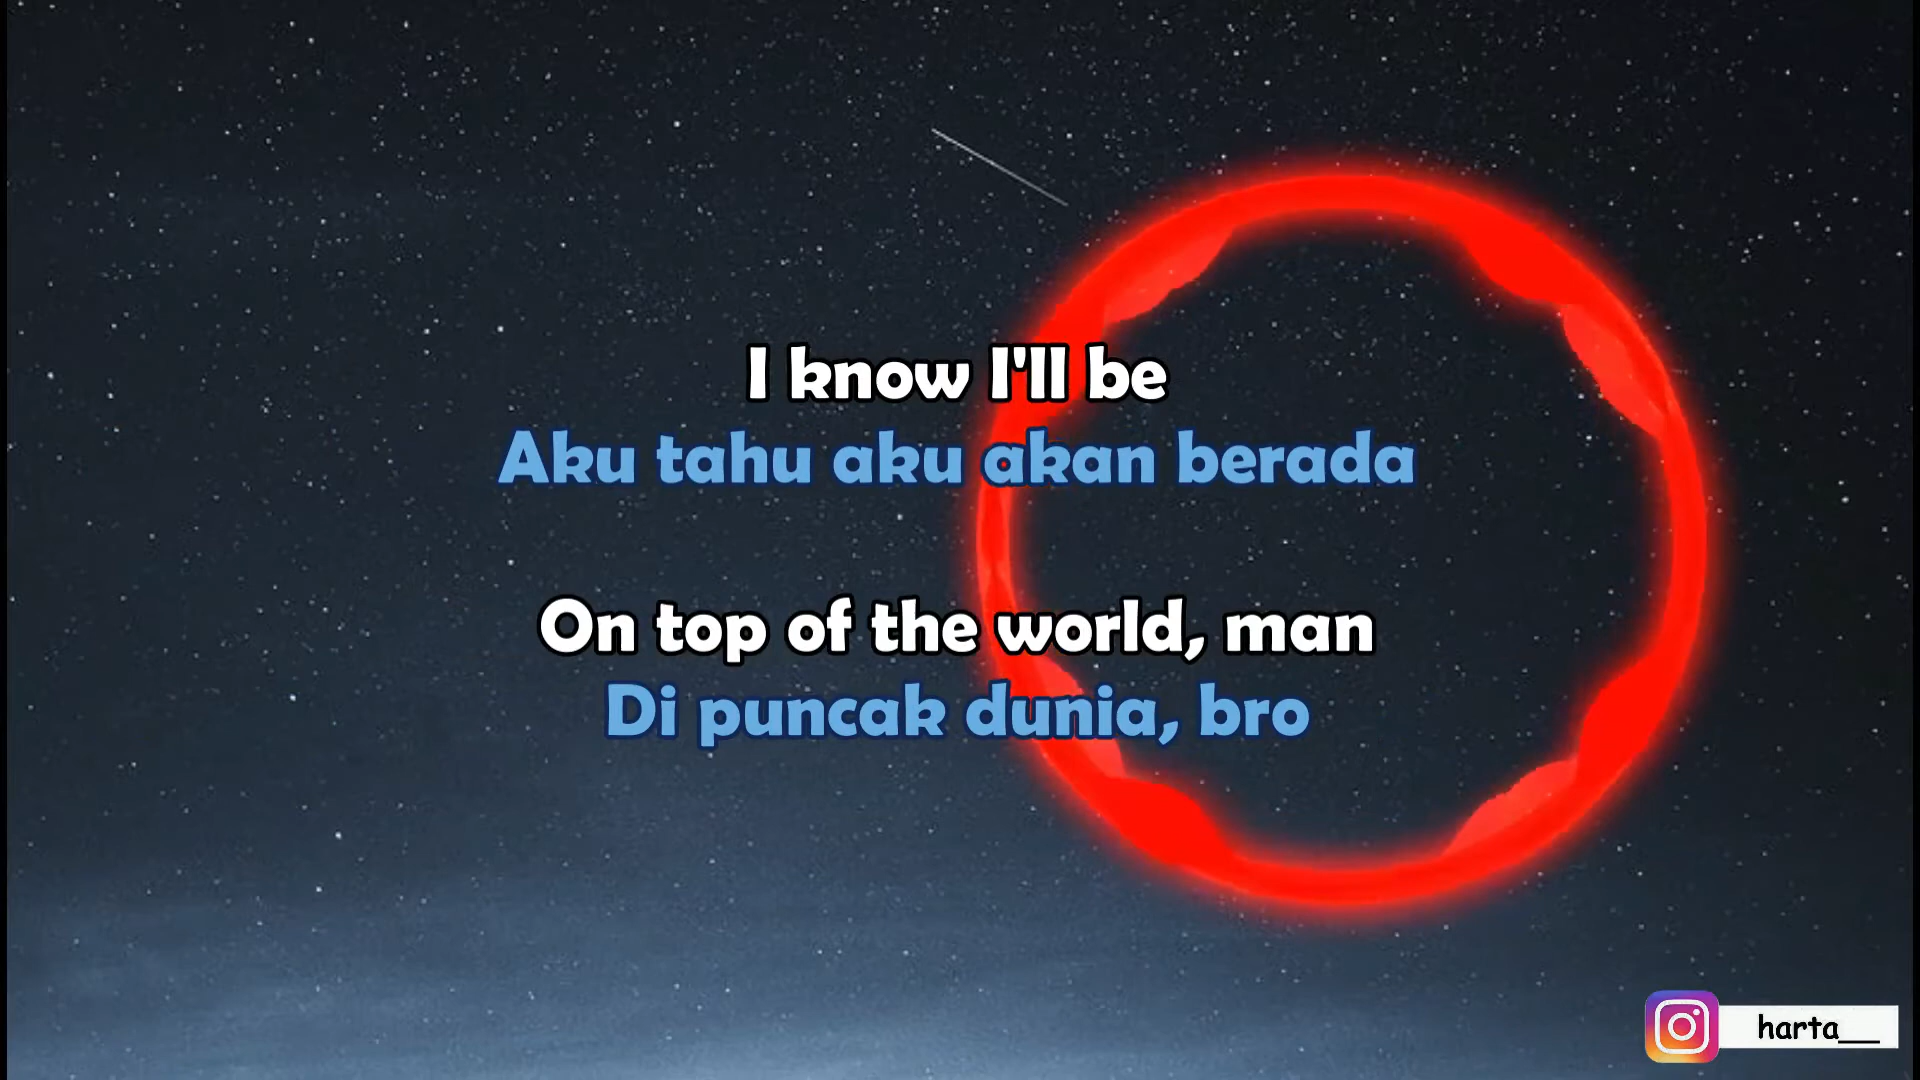 I know I'll be
Aku tahu aku akan berada
On top of the world, man
Di puncak dunia, bro
harta__